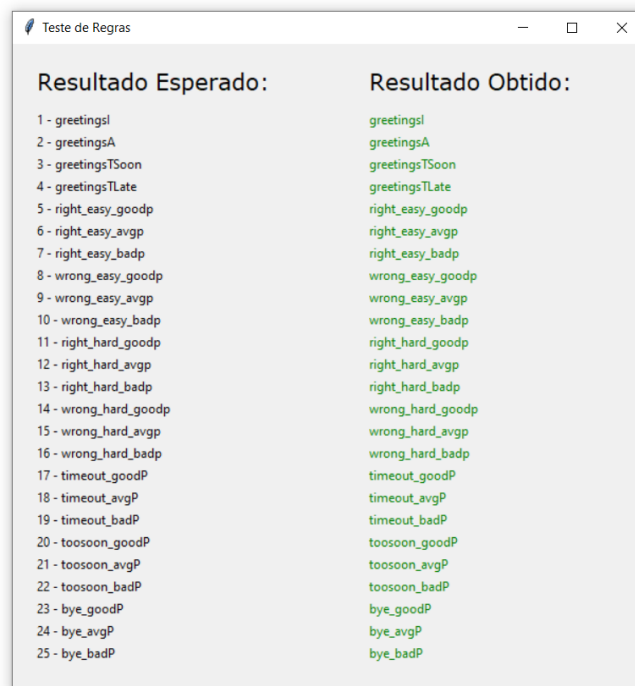 Teste de Regras
Resultado Esperado: Resultado Obtido:
1 - greetingsI greetingsI
2 - greetingsA greetingsA
3 - greetingsTSoon greetingsTSoon
4 - greetingsTLate greetingsTLate
5 - right_easy_goodp right_easy_goodp
6 - right_easy_avgp right_easy_avgp
7 - right_easy_badp right_easy_badp
8 - wrong_easy_goodp wrong_easy_goodp
9 - wrong_easy_avgp wrong_easy_avgp
10 - wrong_easy_badp wrong_easy_badp
11 - right_hard_goodp right_hard_goodp
12 - right_hard_avgp right_hard_avgp
13 - right_hard_badp right_hard_badp
14 - wrong_hard_goodp wrong_hard_goodp
15 - wrong_hard_avgp wrong_hard_avgp
16 - wrong_hard_badp wrong_hard_badp
17 - timeout_goodP timeout_goodP
18 - timeout_avgP timeout_avgP
19 - timeout_badP timeout_badP
20 - toosoon_goodP toosoon_goodP
21 - toosoon_avgP toosoon_avgP
22 - toosoon_badP toosoon_badP
23 - bye_goodP bye_goodP
24 - bye_avgP bye_avgP
25 - bye_badP bye_badP